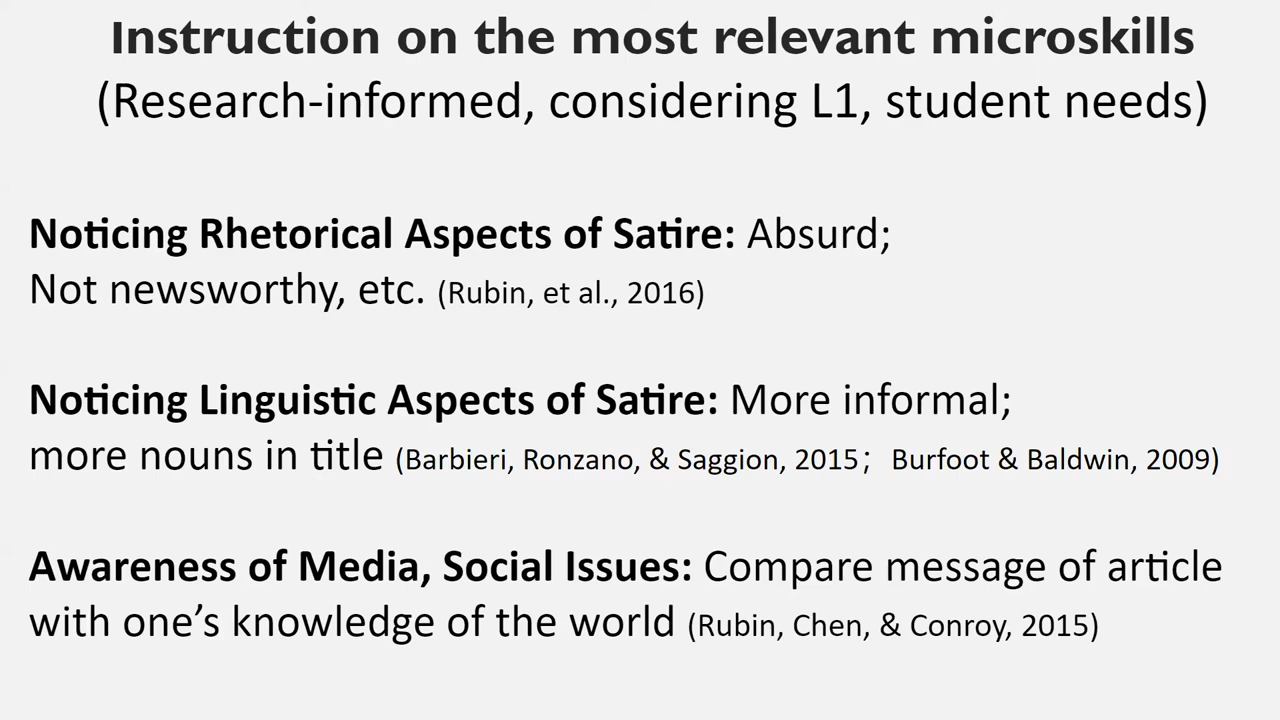 Instruction on the most relevant microskills
(Research-informed, considering L1, student needs)
Noticing Rhetorical Aspects of Satire: Absurd;
Not newsworthy, etc. (Rubin, et al., 2016)
Noticing Linguistic Aspects of Satire: More informal;
more nouns in title (Barbieri, Ronzano, & Saggion, 2015; Burfoot & Baldwin, 2009)
Awareness of Media, Social Issues: Compare message of article
with one’s knowledge of the world (Rubin, Chen, & Conroy, 2015)